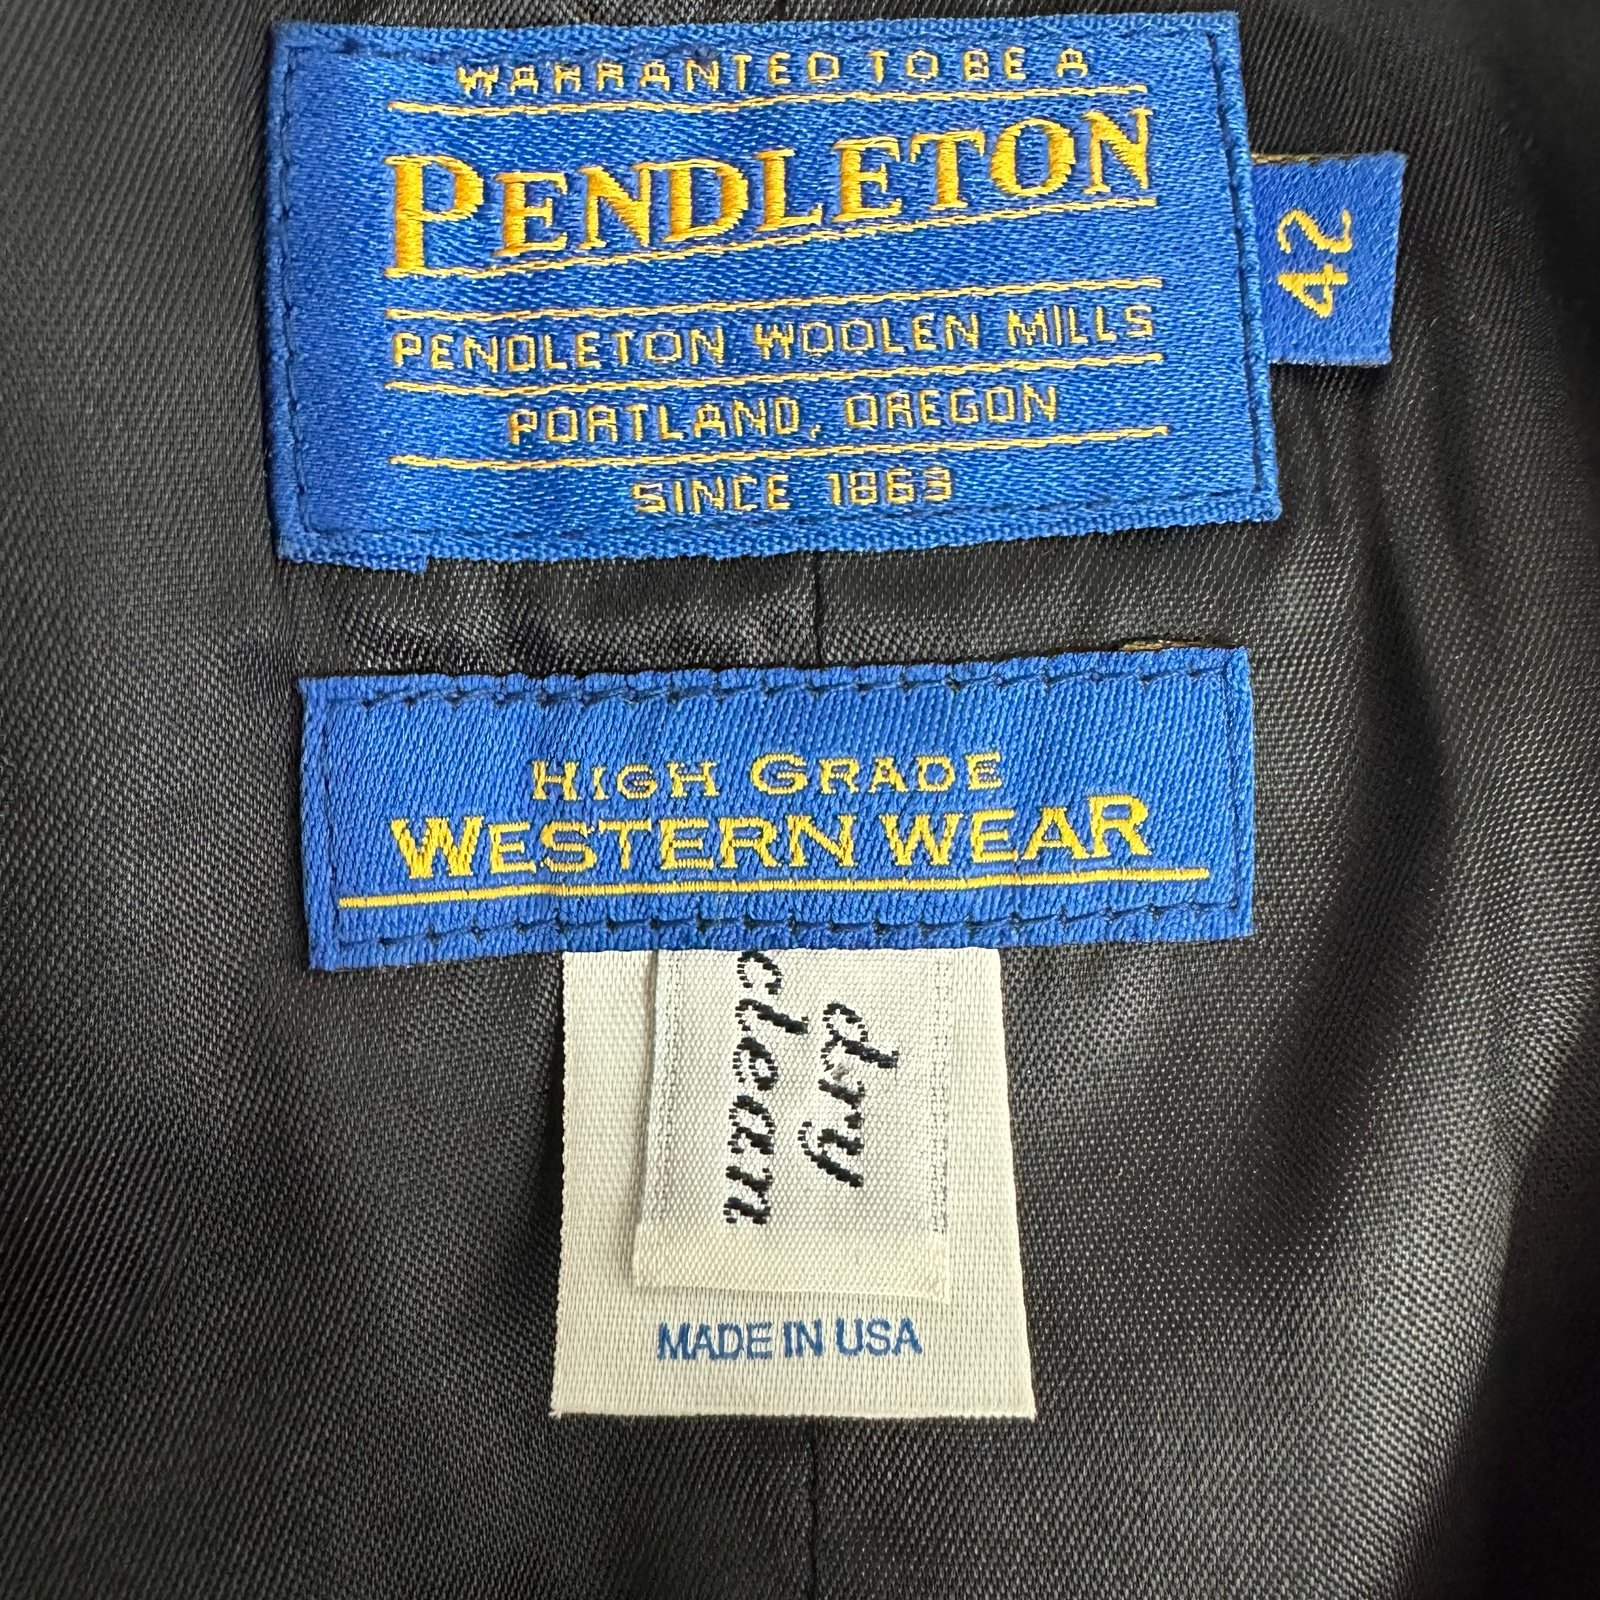 WARRANTED TO BE A
PENDLETON
42
PENDLETON WOOLEN MILLS
PORTLAND, OREGON
SINCE 1863
HIGH GRADE
WESTERN WEAR
dry
clean
MADE IN USA